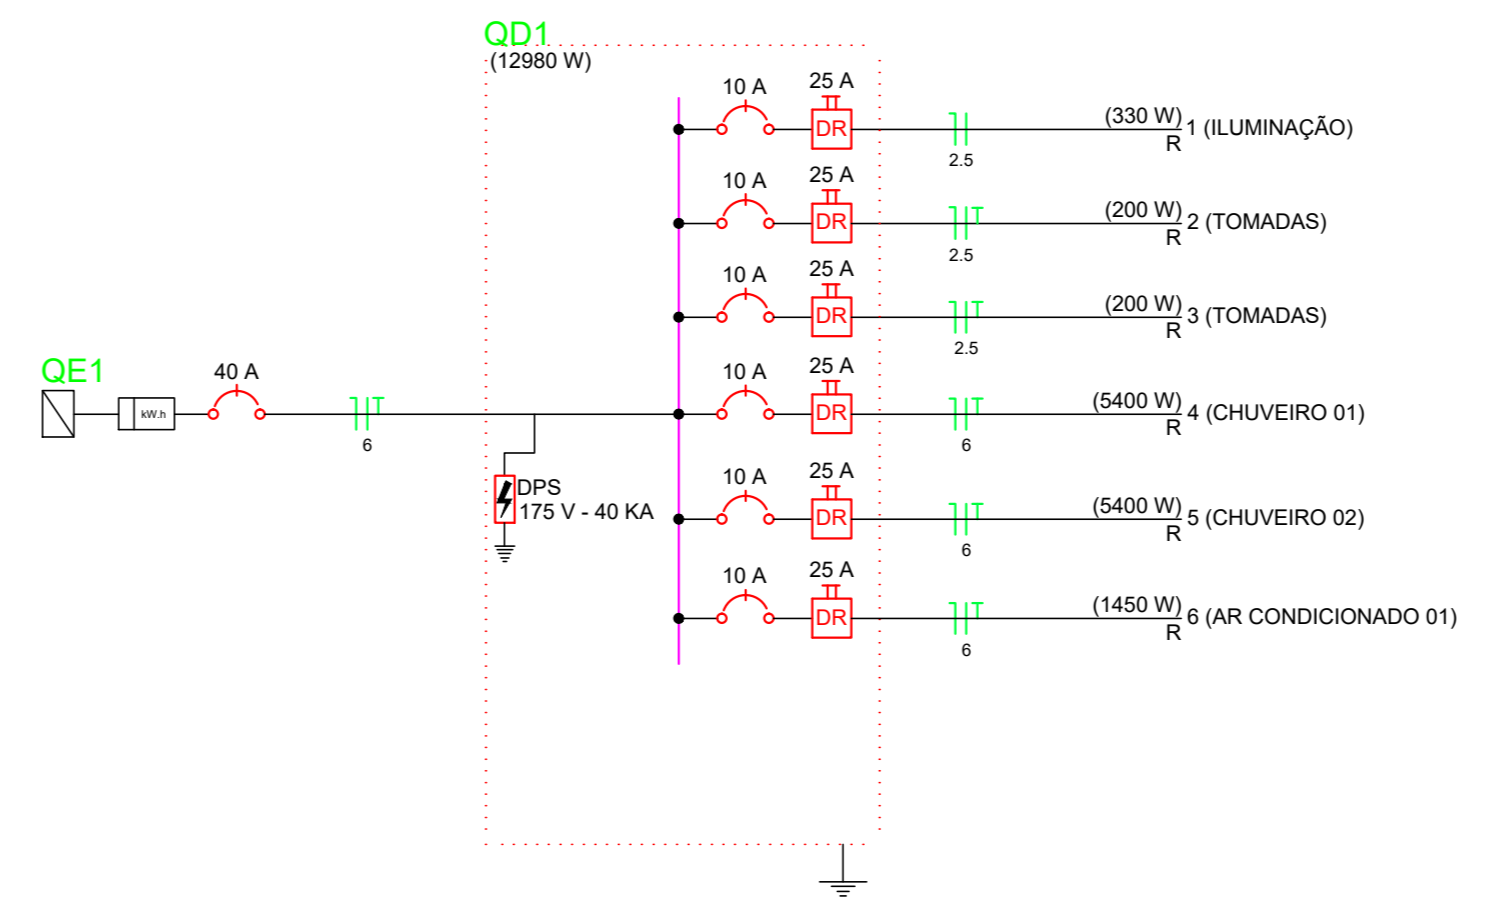 QD1
(12980 W)
10 A
25 A
DR
2.5
(330 W)
R
1 (ILUMINAÇÃO)
10 A
25 A
DR
T
2.5
(200 W)
R
2 (TOMADAS)
10 A
25 A
DR
T
2.5
(200 W)
R
3 (TOMADAS)
QE1
kW.h
40 A
T
6
10 A
25 A
DR
T
6
(5400 W)
R
4 (CHUVEIRO 01)
DPS
175 V - 40 KA
10 A
25 A
DR
T
6
(5400 W)
R
5 (CHUVEIRO 02)
10 A
25 A
DR
T
6
(1450 W)
R
6 (AR CONDICIONADO 01)